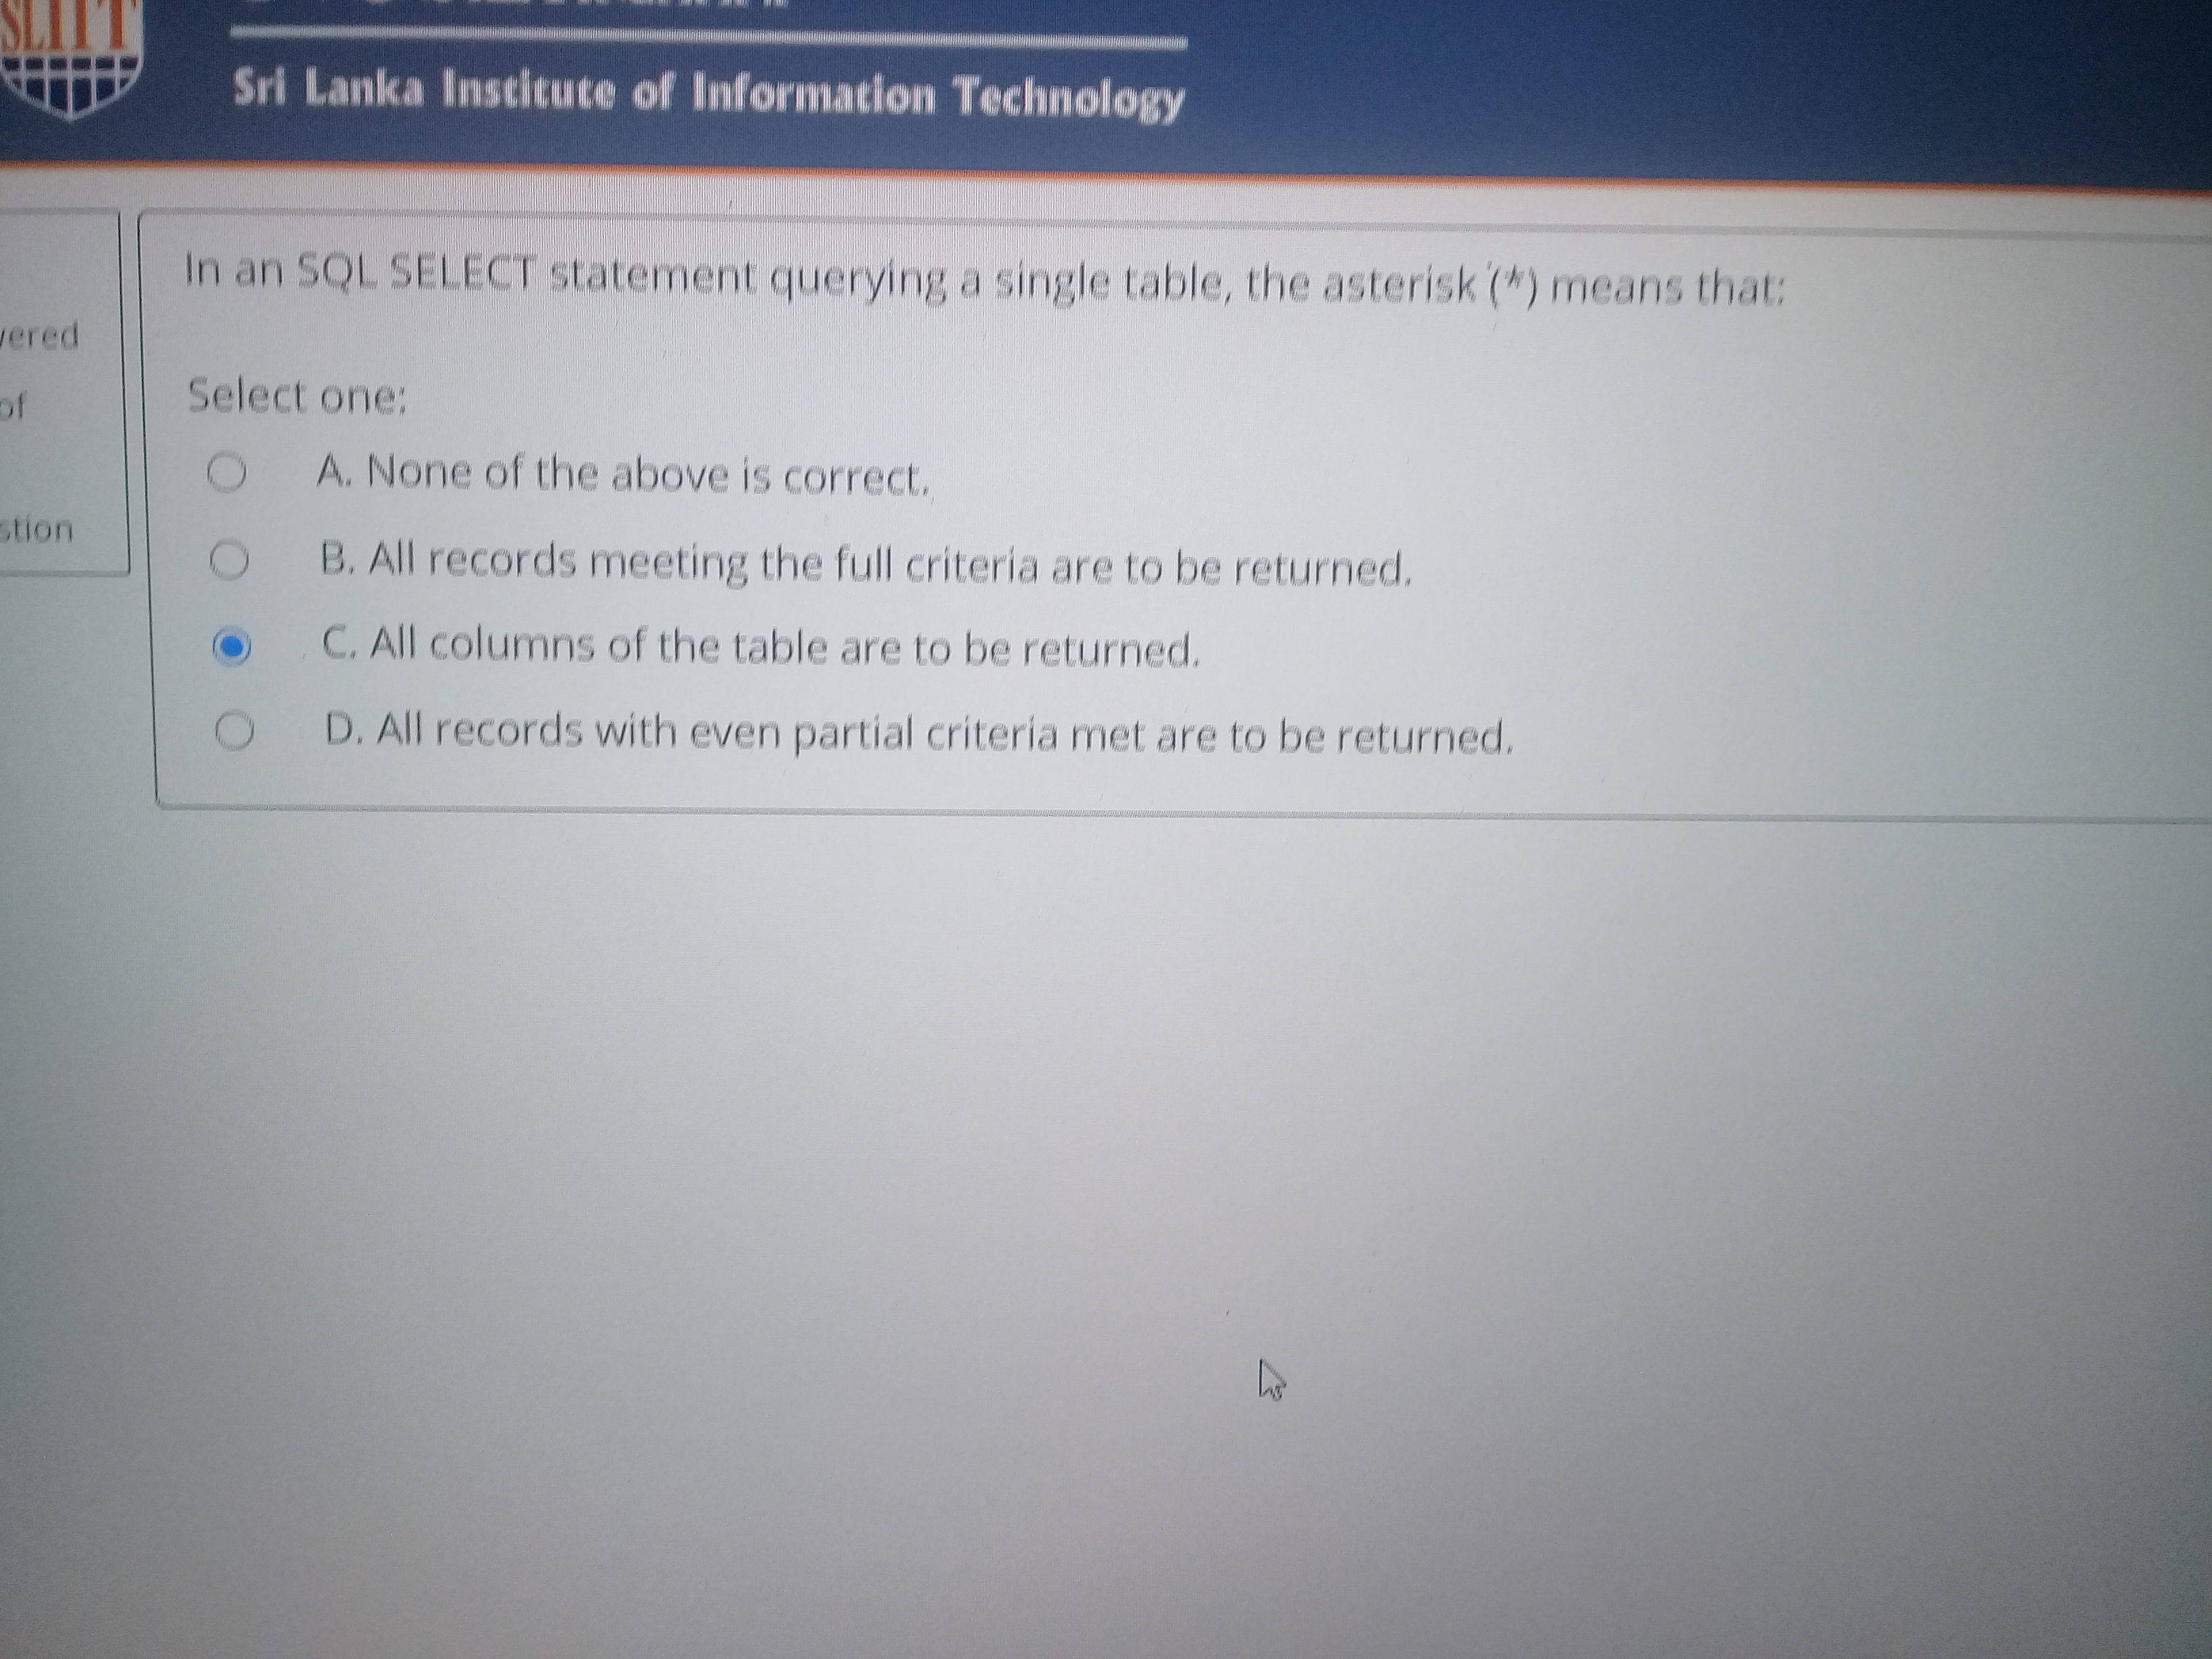 SLIIT
Sri Lanka Institute of Information Technology
vered
of
stion
In an SQL SELECT statement querying a single table, the asterisk (*) means that:
Select one:
A. None of the above is correct.
B. All records meeting the full criteria are to be returned.
C. All columns of the table are to be returned.
D. All records with even partial criteria met are to be returned.